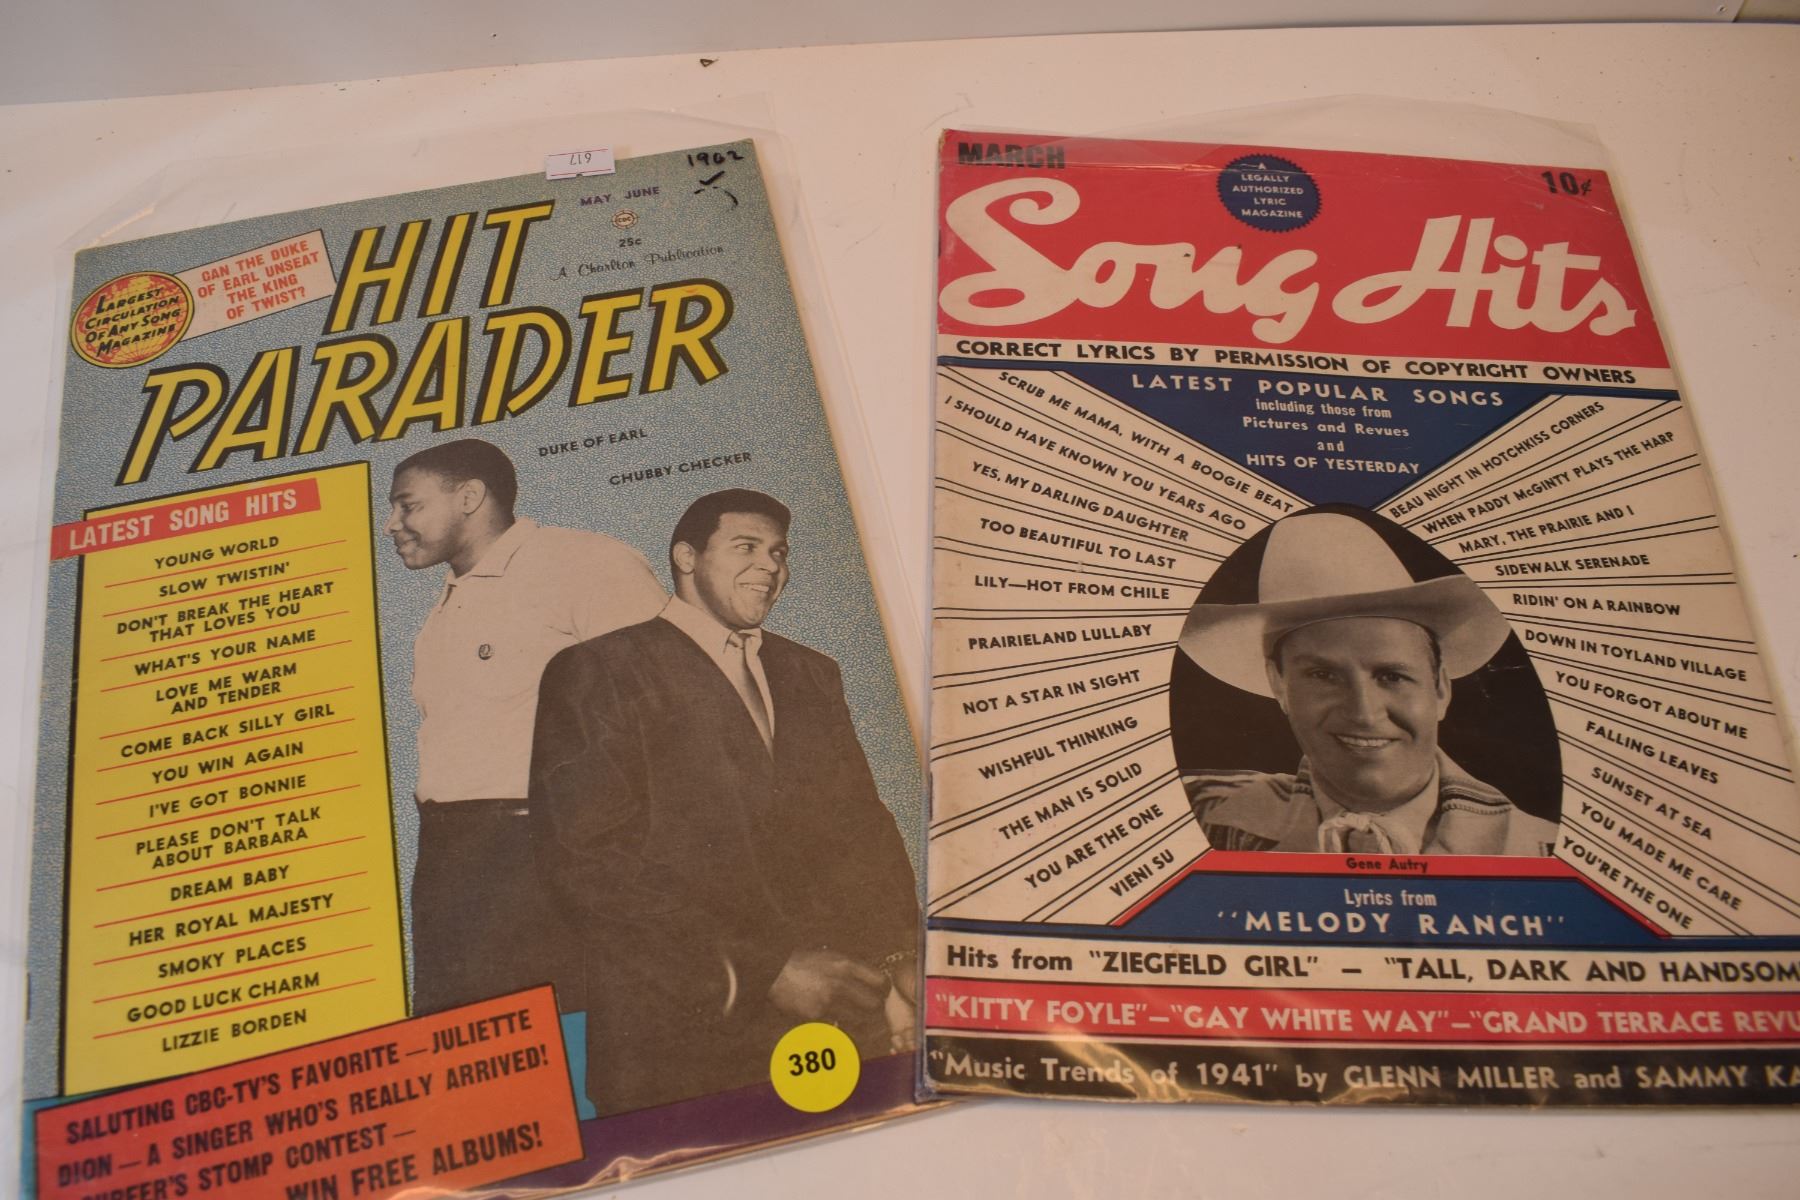 617
1962
MAY JUNE
CDC
25c
A Charlton Publication
CAN THE DUKE
OF EARL UNSEAT
THE KING
OF TWIST?
LARGEST
CIRCULATION
OF ANY SONG
MAGAZINE
HIT
PARADER
DUKE OF EARL
CHUBBY CHECKER
LATEST SONG HITS
YOUNG WORLD
SLOW TWISTIN'
DON'T BREAK THE HEART
THAT LOVES YOU
WHAT'S YOUR NAME
LOVE ME WARM
AND TENDER
COME BACK SILLY GIRL
YOU WIN AGAIN
I'VE GOT BONNIE
PLEASE DON'T TALK
ABOUT BARBARA
DREAM BABY
HER ROYAL MAJESTY
SMOKY PLACES
GOOD LUCK CHARM
LIZZIE BORDEN
SALUTING CBC-TV'S FAVORITE — JULIETTE
DION — A SINGER WHO'S REALLY ARRIVED!
STOMP CONTEST —
WIN FREE ALBUMS!
380
MARCH
A
LEGALLY
AUTHORIZED
LYRIC
MAGAZINE
10¢
Song Hits
CORRECT LYRICS BY PERMISSION OF COPYRIGHT OWNERS
LATEST POPULAR SONGS
including those from
Pictures and Revues
and
HITS OF YESTERDAY
SCRUB ME MAMA, WITH A BOOGIE BEAT
I SHOULD HAVE KNOWN YOU YEARS AGO
YES, MY DARLING DAUGHTER
TOO BEAUTIFUL TO LAST
LILY—HOT FROM CHILE
PRAIRIELAND LULLABY
NOT A STAR IN SIGHT
WISHFUL THINKING
THE MAN IS SOLID
YOU ARE THE ONE
VIENI SU
BEAU NIGHT IN HOTCHKISS CORNERS
WHEN PADDY McGINTY PLAYS THE HARP
MARY, THE PRAIRIE AND I
SIDEWALK SERENADE
RIDIN' ON A RAINBOW
DOWN IN TOYLAND VILLAGE
YOU FORGOT ABOUT ME
FALLING LEAVES
SUNSET AT SEA
YOU MADE ME CARE
YOU'RE THE ONE
Gene Autry
Lyrics from
"MELODY RANCH"
Hits from "ZIEGFELD GIRL" — "TALL, DARK AND HANDSOM
"KITTY FOYLE"—"GAY WHITE WAY"—"GRAND TERRACE REVU
"Music Trends of 1941" by GLENN MILLER and SAMMY KA